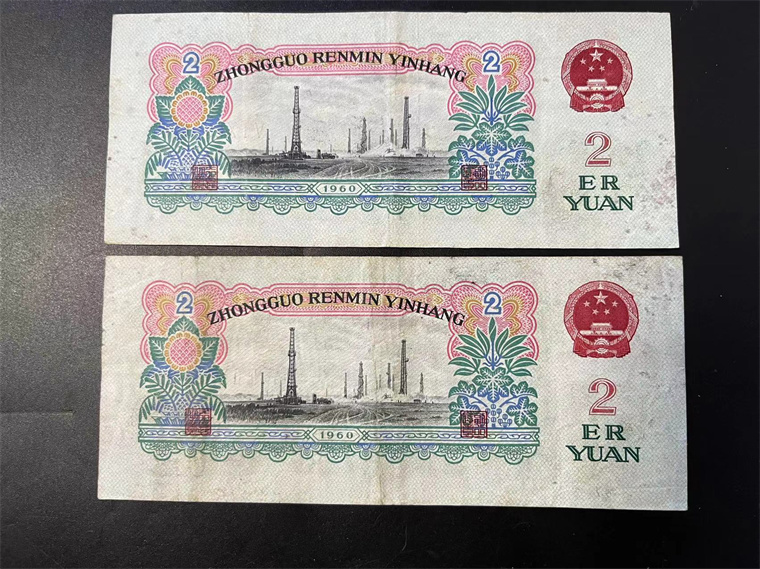 2 ZHONGGUO RENMIN YINHANG 2
2
ER
YUAN
1960
2 ZHONGGUO RENMIN YINHANG 2
2
ER
YUAN
1960